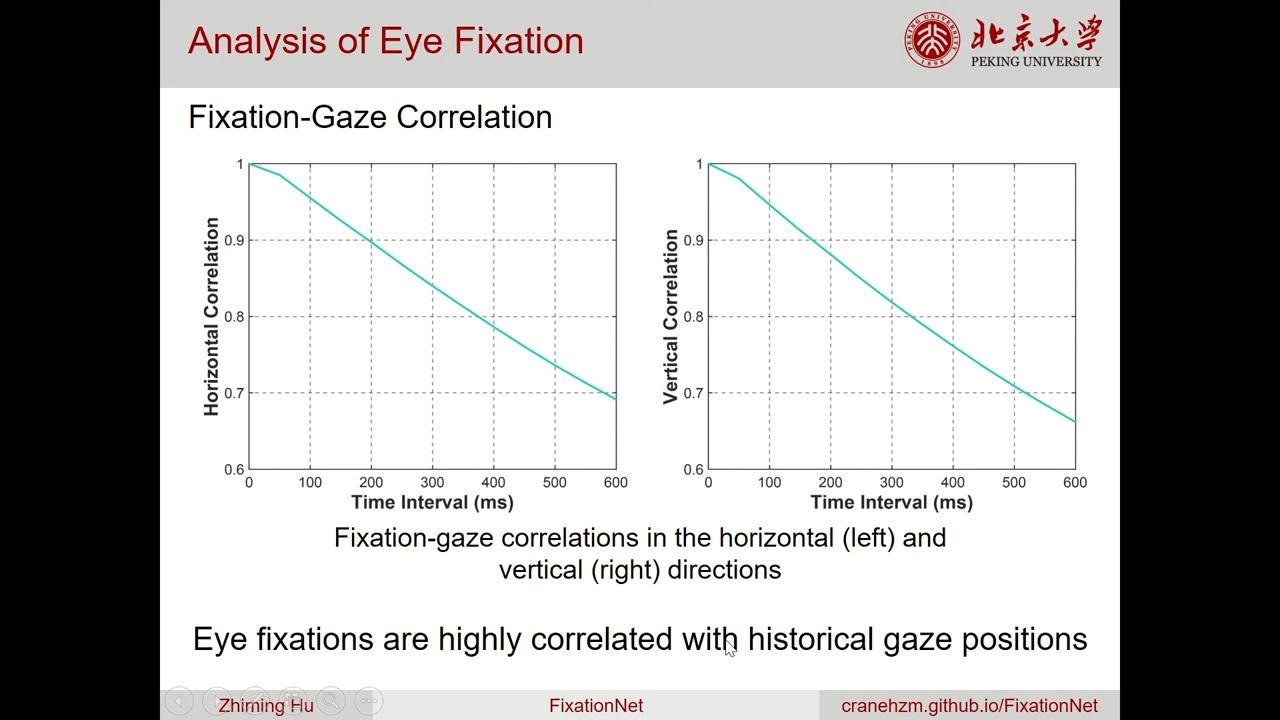 Analysis of Eye Fixation
北京大学
PEKING UNIVERSITY
PEKING UNIVERSITY
1898
Fixation-Gaze Correlation
1
0.9
0.8
0.7
0.6
Horizontal Correlation
0 100 200 300 400 500 600
Time Interval (ms)
1
0.9
0.8
0.7
0.6
Vertical Correlation
0 100 200 300 400 500 600
Time Interval (ms)
Fixation-gaze correlations in the horizontal (left) and
vertical (right) directions
Eye fixations are highly correlated with historical gaze positions
Zhiming Hu
FixationNet
cranehzm.github.io/FixationNet